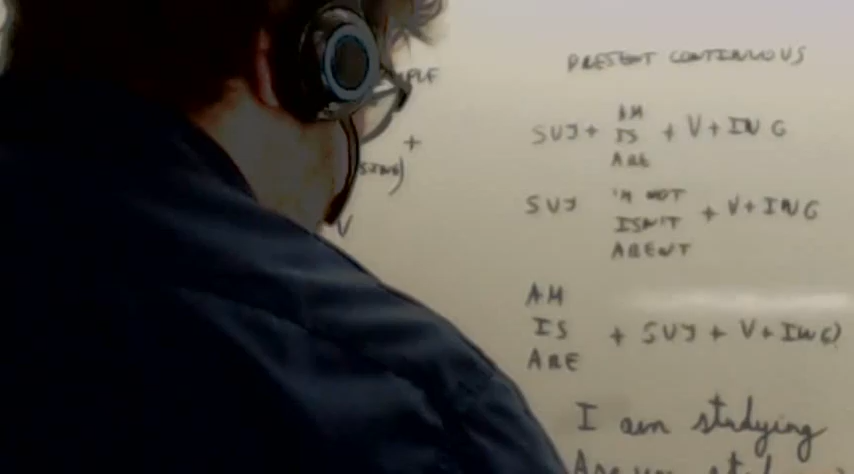 PRESENT CONTINUOUS
SUJ+ AM
IS + V+ING
ARE
SUJ 'M NOT
ISN'T + V+ING
AREN'T
AM
IS + SUJ + V+ING)
ARE
I am studying
+
V